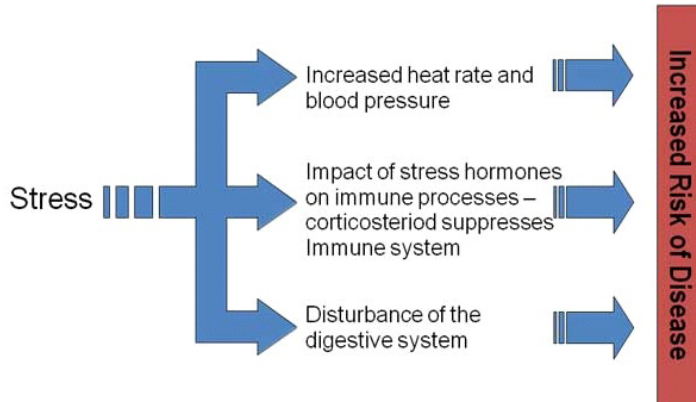 Stress
Increased heat rate and
blood pressure
Impact of stress hormones
on immune processes –
corticosteriod suppresses
Immune system
Disturbance of the
digestive system
Increased Risk of Disease